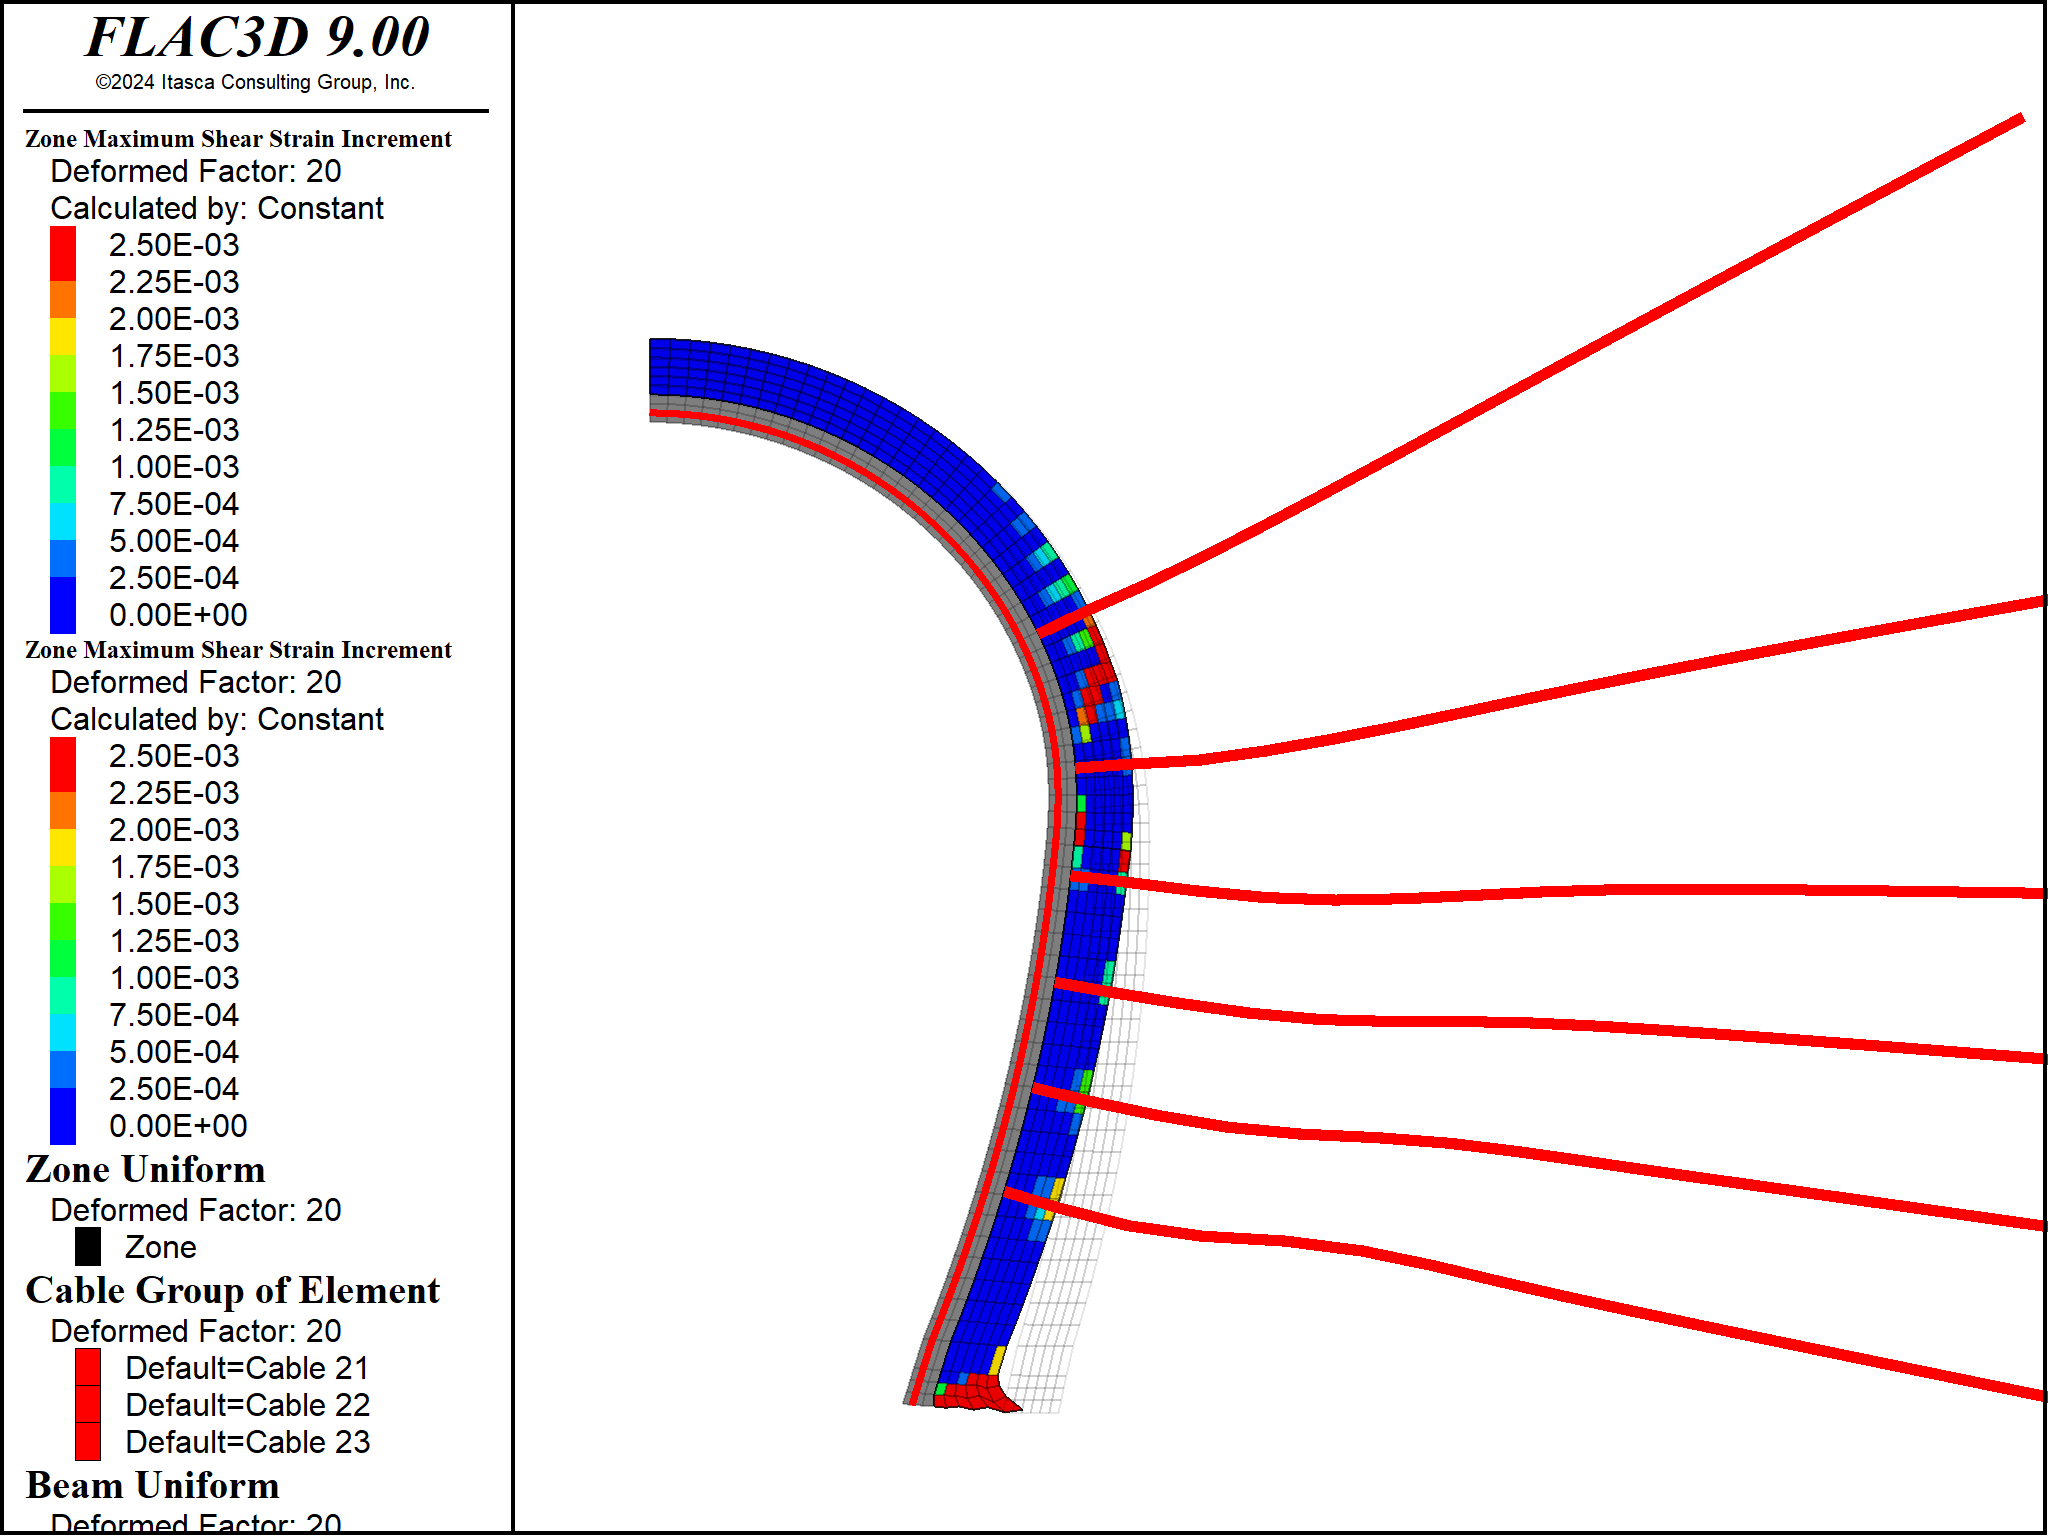 FLAC3D 9.00
©2024 Itasca Consulting Group, Inc.
Zone Maximum Shear Strain Increment
Deformed Factor: 20
Calculated by: Constant
2.50E-03
2.25E-03
2.00E-03
1.75E-03
1.50E-03
1.25E-03
1.00E-03
7.50E-04
5.00E-04
2.50E-04
0.00E+00
Zone Maximum Shear Strain Increment
Deformed Factor: 20
Calculated by: Constant
2.50E-03
2.25E-03
2.00E-03
1.75E-03
1.50E-03
1.25E-03
1.00E-03
7.50E-04
5.00E-04
2.50E-04
0.00E+00
Zone Uniform
Deformed Factor: 20
Zone
Cable Group of Element
Deformed Factor: 20
Default=Cable 21
Default=Cable 22
Default=Cable 23
Beam Uniform
Deformed Factor: 20